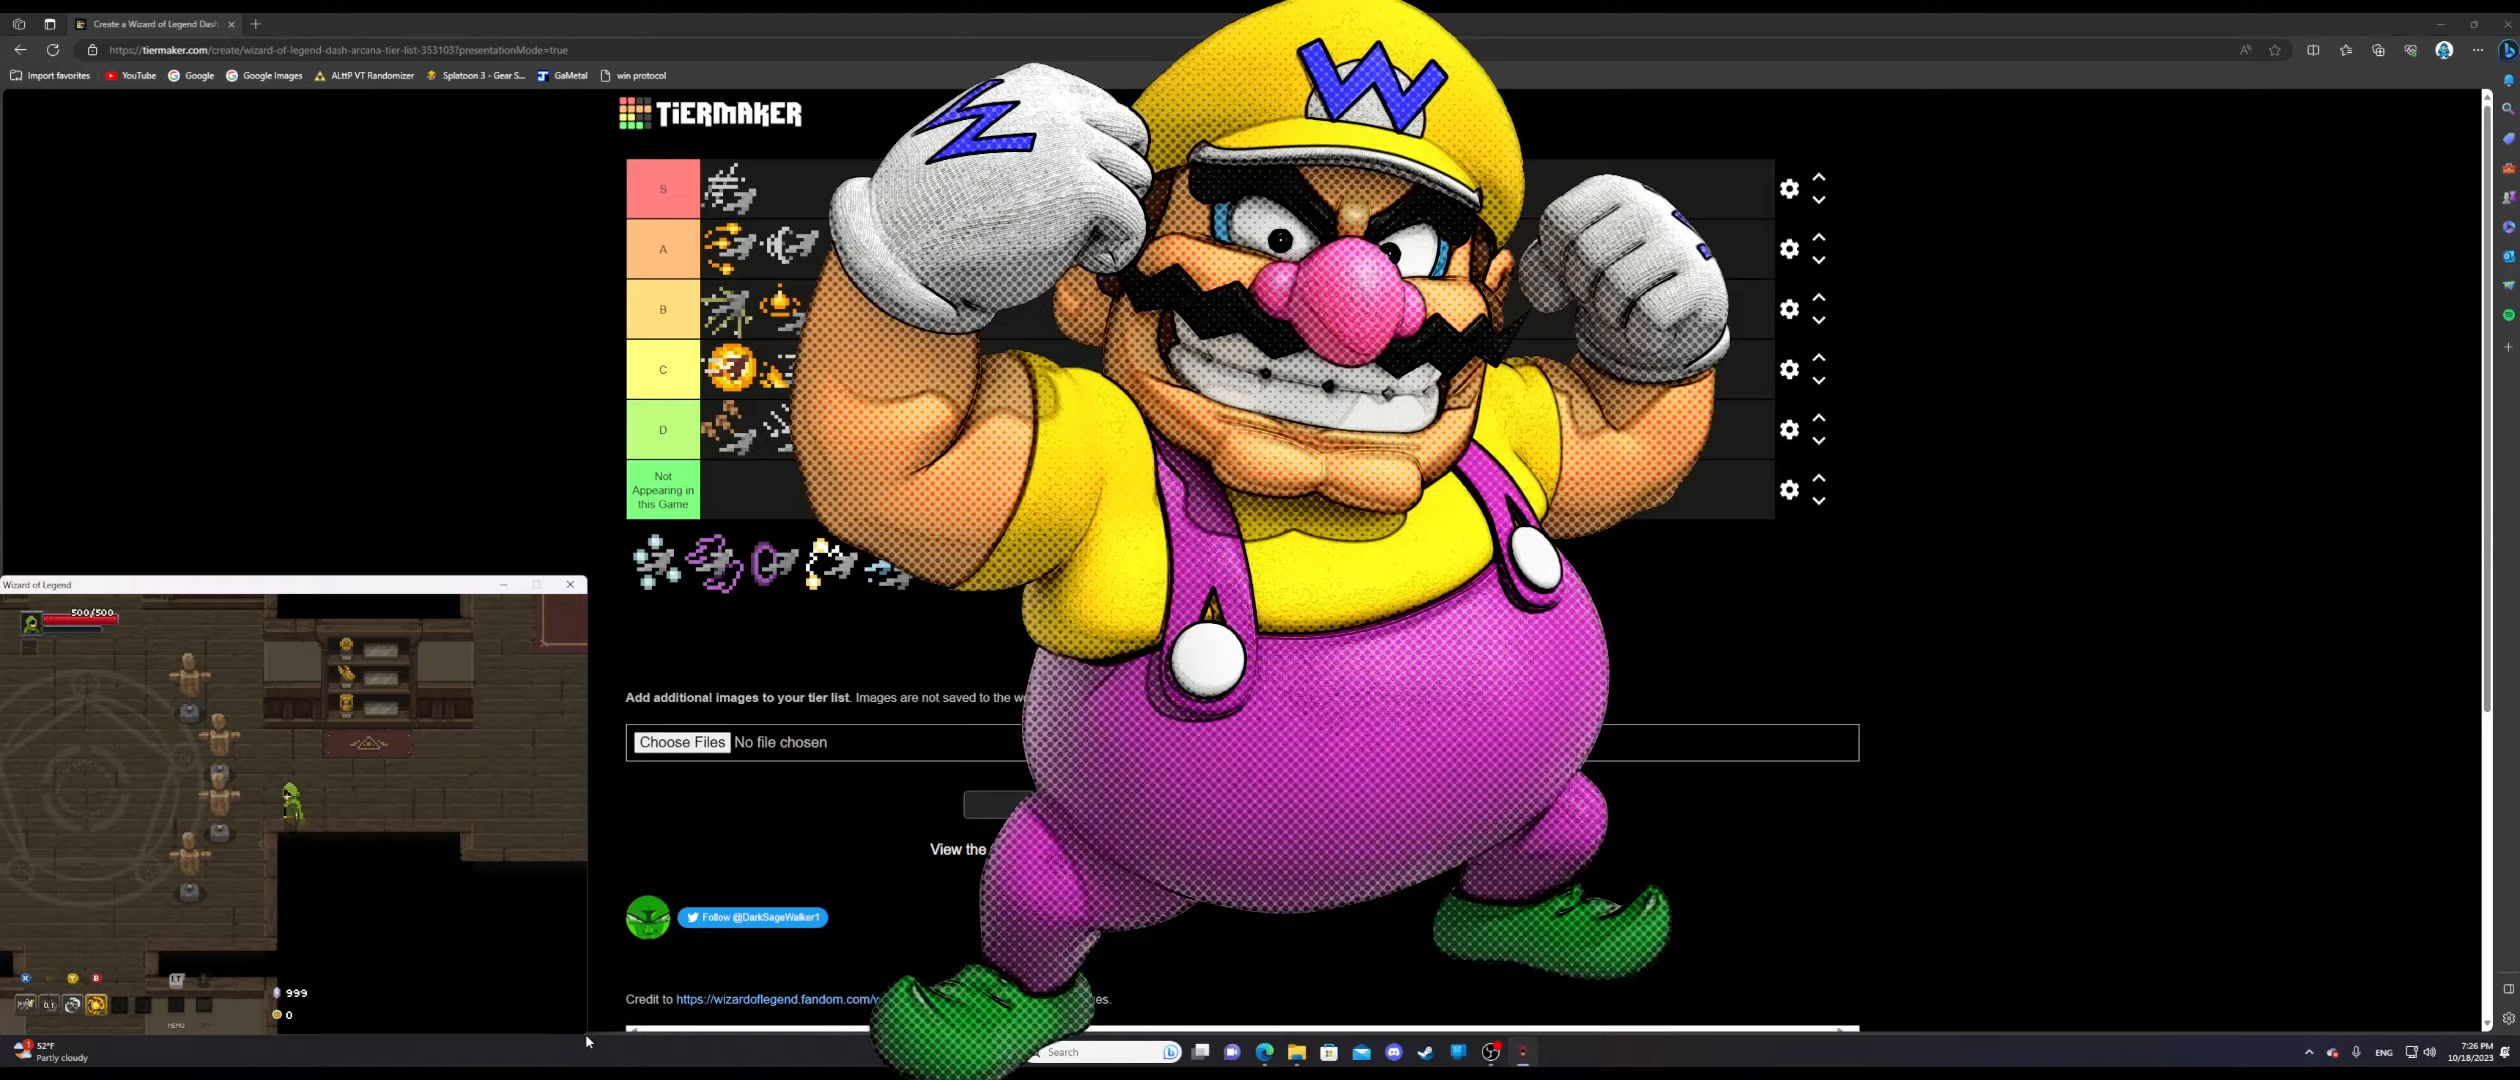 Create a Wizard of Legend Dash
https://tiermaker.com/create/wizard-of-legend-dash-arcana-tier-list-353103?presentationMode=true
Import favorites YouTube Google Google Images ALttP VT Randomizer Splatoon 3 - Gear S... GaMetal win protocol
TIERMAKER
W
W
S
A
B
C
D
Not
Appearing in
this Game
Wizard of Legend
500/500
Add additional images to your tier list. Images are not saved to the
Choose Files No file chosen
View the
Follow @DarkSageWalker1
X Y B LT
999
0
MENU
Credit to https://wizardoflegend.fandom.com/
52°F
Partly cloudy
Search
ENG
7:26 PM
10/18/2023